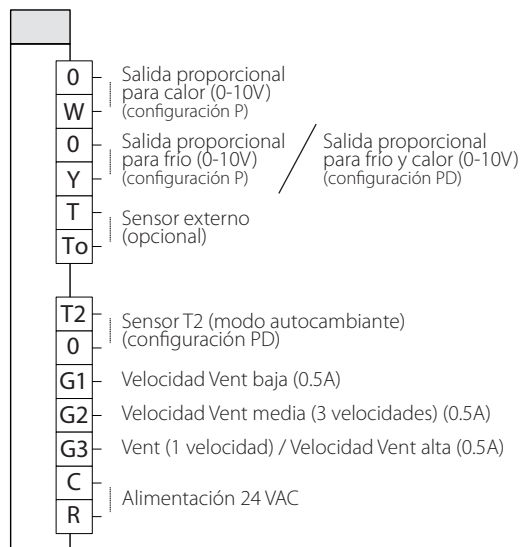 0
Salida proporcional
para calor (0-10V)
W
(configuración P)
0
Salida proporcional
para frío (0-10V)
Y
(configuración P)
Salida proporcional
para frío y calor (0-10V)
(configuración PD)
T
Sensor externo
To
(opcional)
T2
Sensor T2 (modo autocambiante)
0
(configuración PD)
G1
Velocidad Vent baja (0.5A)
G2
Velocidad Vent media (3 velocidades) (0.5A)
G3
Vent (1 velocidad) / Velocidad Vent alta (0.5A)
C
Alimentación 24 VAC
R